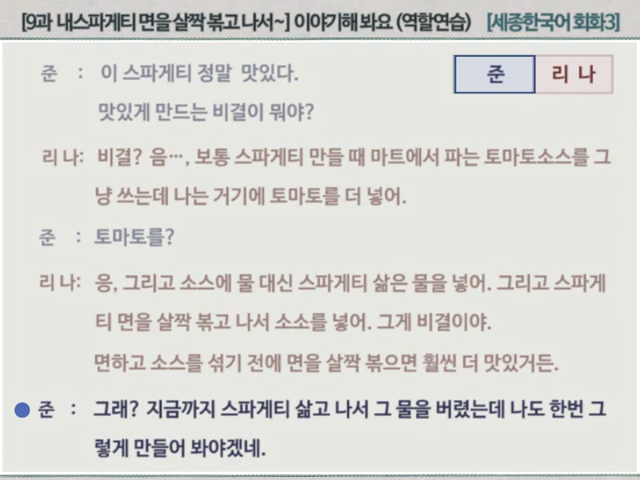 [9과 내스파게티 면을 살짝 볶고 나서~] 이야기해 봐요 (역할연습) [세종한국어 회화3]
준 리 나
준 : 이 스파게티 정말 맛있다.
맛있게 만드는 비결이 뭐야?
리 나: 비결? 음…, 보통 스파게티 만들 때 마트에서 파는 토마토소스를 그
냥 쓰는데 나는 거기에 토마토를 더 넣어.
준 : 토마토를?
리 나: 응, 그리고 소스에 물 대신 스파게티 삶은 물을 넣어. 그리고 스파게
티 면을 살짝 볶고 나서 소소를 넣어. 그게 비결이야.
면하고 소스를 섞기 전에 면을 살짝 볶으면 훨씬 더 맛있거든.
준 : 그래? 지금까지 스파게티 삶고 나서 그 물을 버렸는데 나도 한번 그
렇게 만들어 봐야겠네.